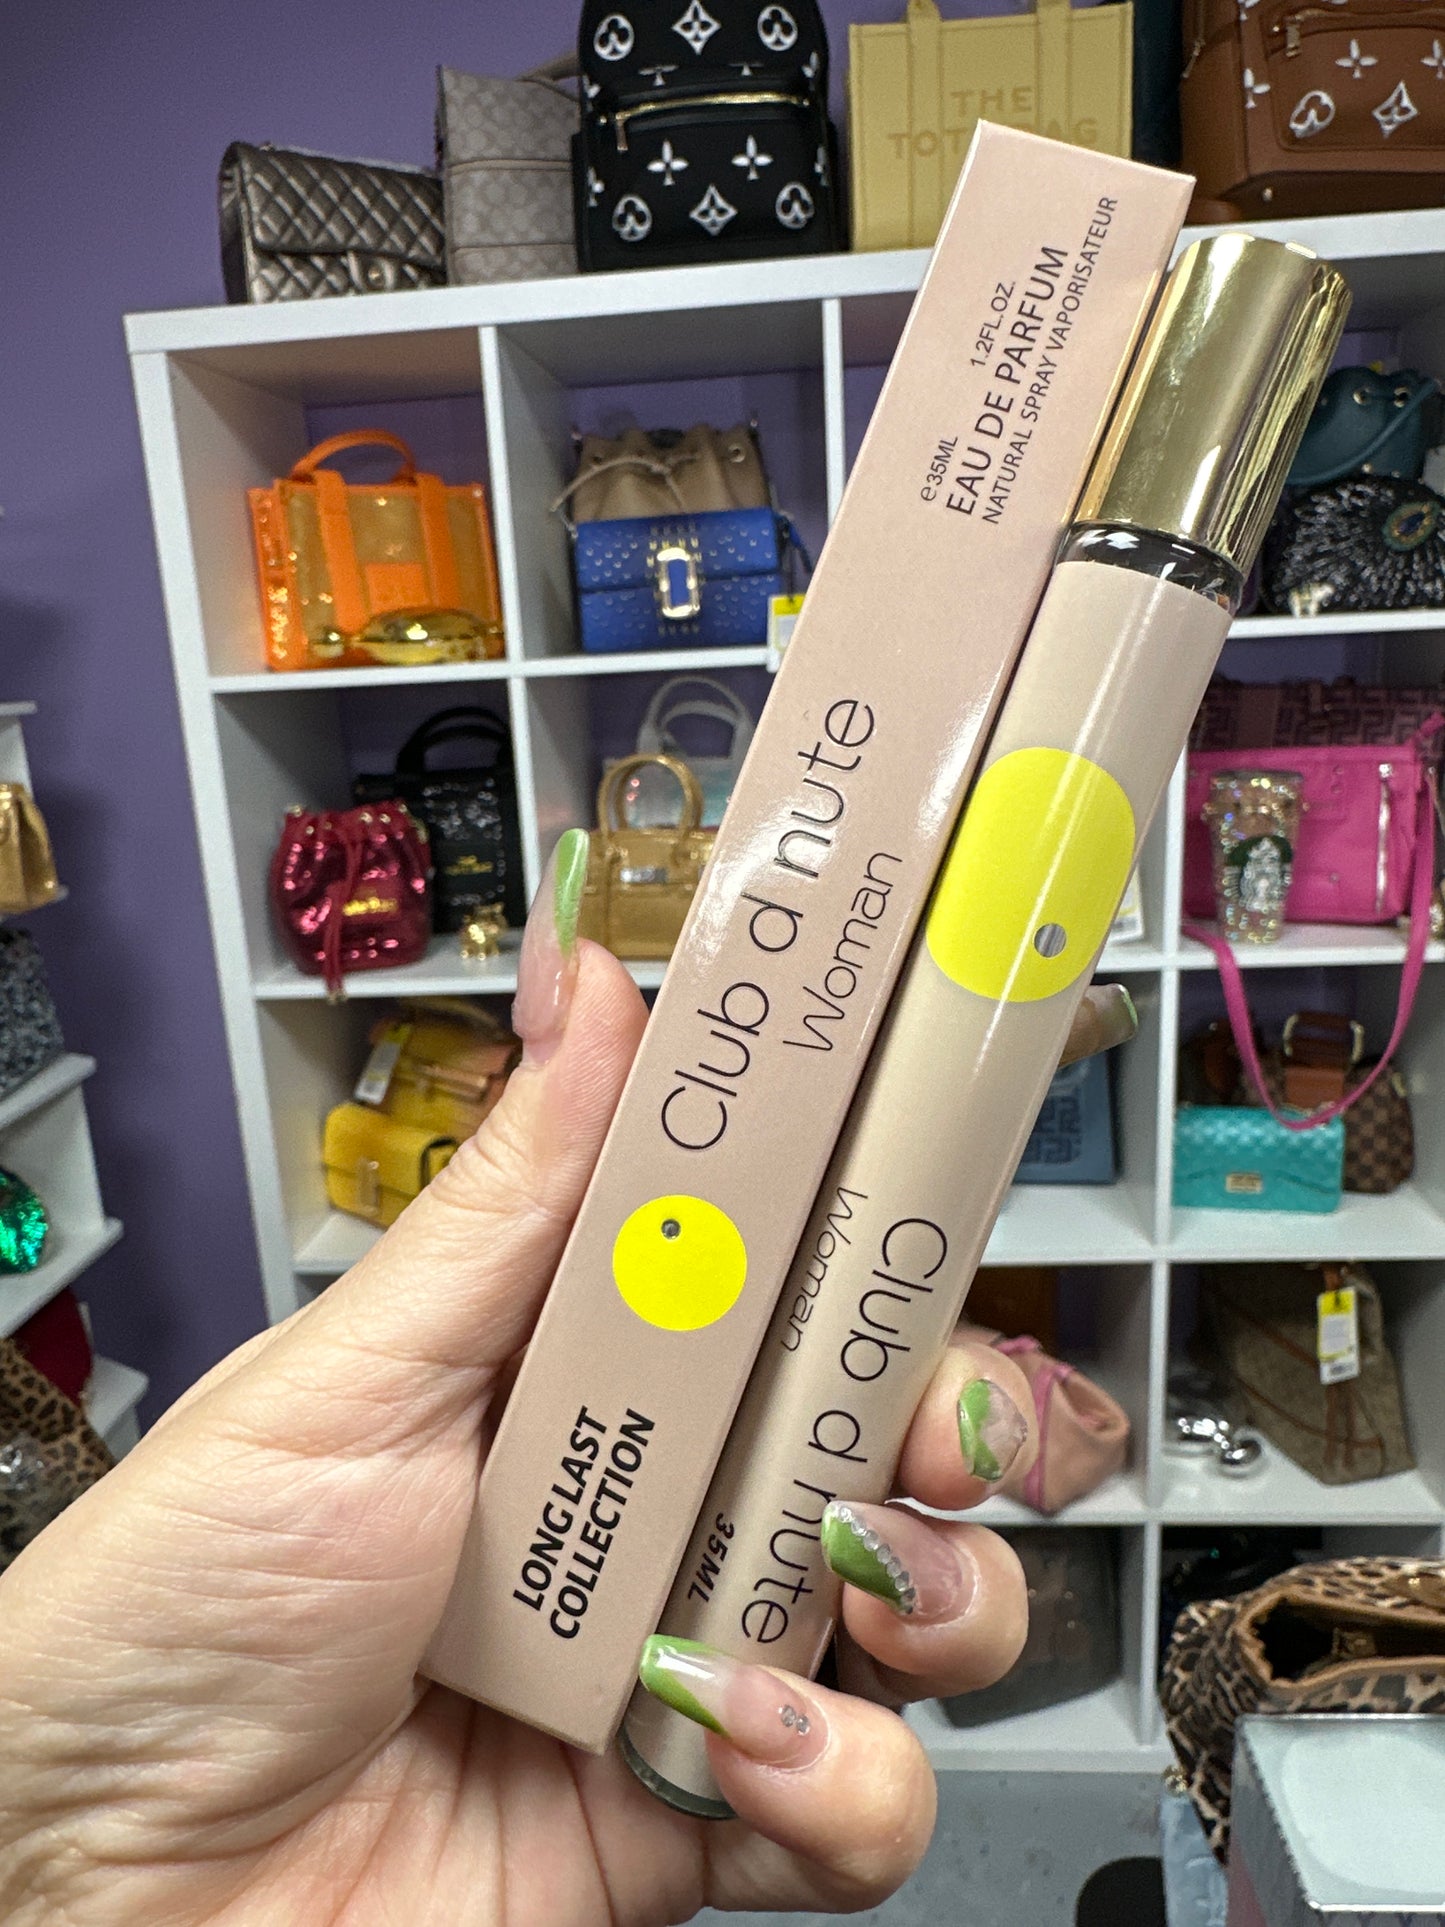 THE
TOTE BAG
℮35ML 1.2FL.OZ.
EAU DE PARFUM
NATURAL SPRAY VAPORISATEUR
Club d nute
Woman
LONG LAST
COLLECTION
Club d nute
Woman
35ML